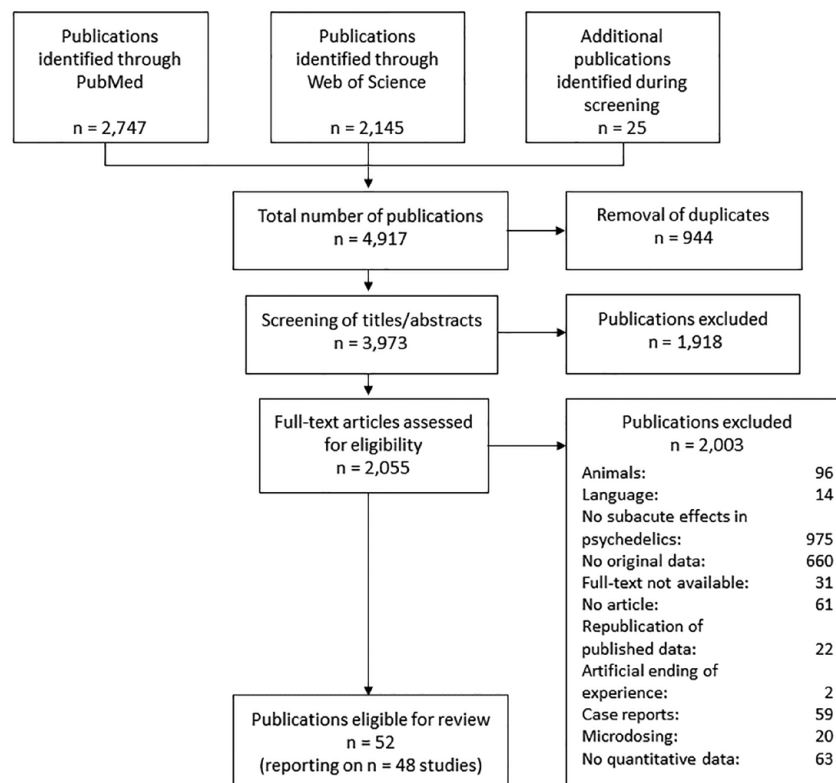 Publications
identified through
PubMed
n = 2,747
Publications
identified through
Web of Science
n = 2,145
Additional
publications
identified during
screening
n = 25
Total number of publications
n = 4,917
Removal of duplicates
n = 944
Screening of titles/abstracts
n = 3,973
Publications excluded
n = 1,918
Full-text articles assessed
for eligibility
n = 2,055
Publications excluded
n = 2,003
Animals: 96
Language: 14
No subacute effects in
psychedelics: 975
No original data: 660
Full-text not available: 31
No article: 61
Republication of
published data: 22
Artificial ending of
experience: 2
Case reports: 59
Microdosing: 20
No quantitative data: 63
Publications eligible for review
n = 52
(reporting on n = 48 studies)